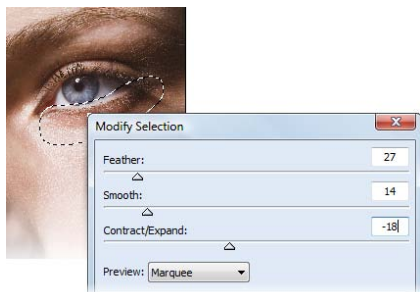 Modify Selection
Feather: 27
Smooth: 14
Contract/Expand: -18
Preview: Marquee